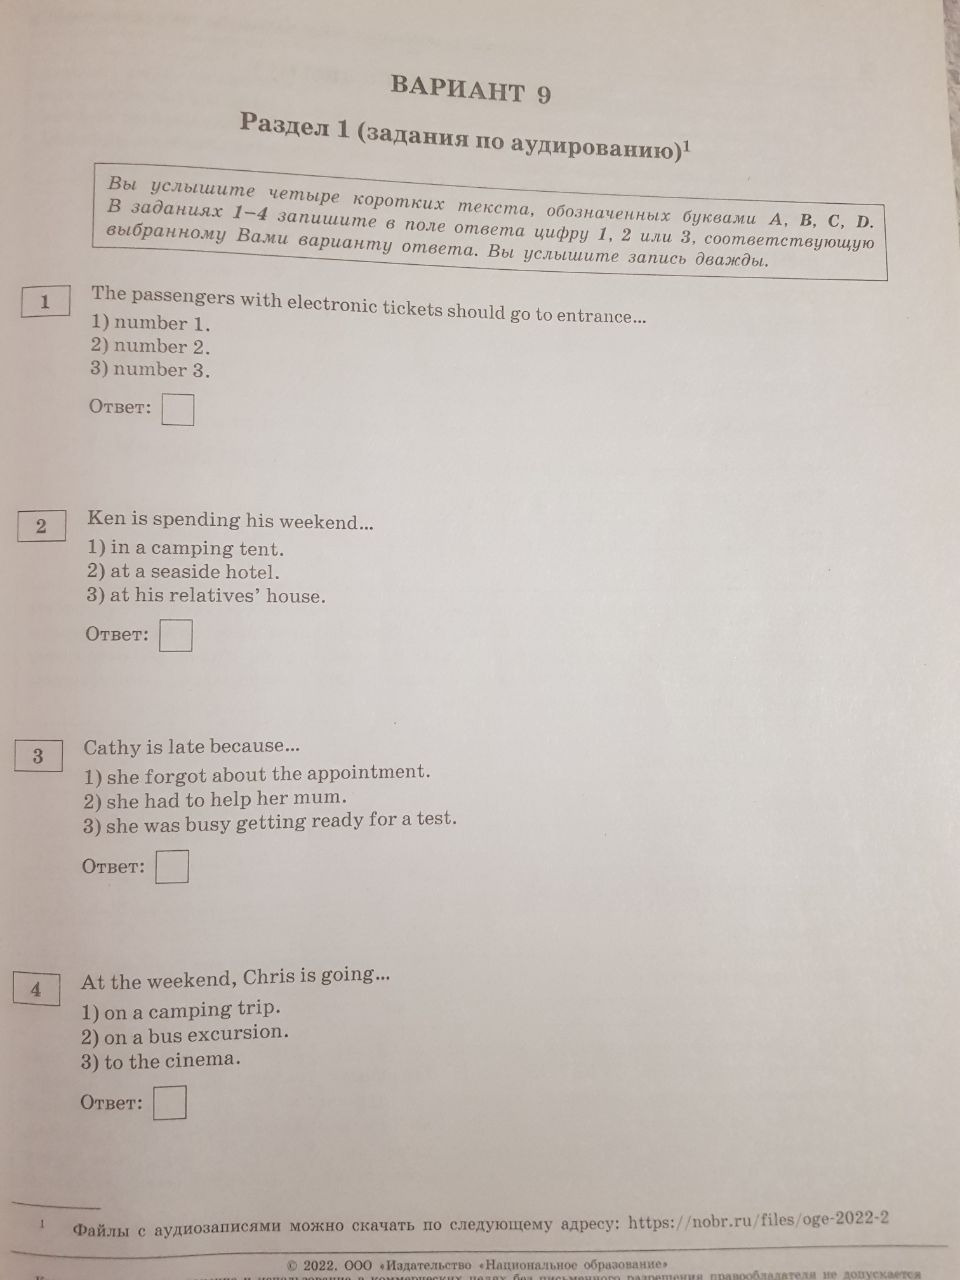 ВАРИАНТ 9
Раздел 1 (задания по аудированию)¹
Вы услышите четыре коротких текста, обозначенных буквами A, B, C, D.
В заданиях 1–4 запишите в поле ответа цифру 1, 2 или 3, соответствующую
выбранному Вами варианту ответа. Вы услышите запись дважды.
1 The passengers with electronic tickets should go to entrance...
1) number 1.
2) number 2.
3) number 3.
Ответ:
2 Ken is spending his weekend...
1) in a camping tent.
2) at a seaside hotel.
3) at his relatives’ house.
Ответ:
3 Cathy is late because...
1) she forgot about the appointment.
2) she had to help her mum.
3) she was busy getting ready for a test.
Ответ:
4 At the weekend, Chris is going...
1) on a camping trip.
2) on a bus excursion.
3) to the cinema.
Ответ:
¹ Файлы с аудиозаписями можно скачать по следующему адресу: https://nobr.ru/files/oge-2022-2
© 2022. ООО «Издательство «Национальное образование»
и использование в коммерческих целях без письменного разрешения правообладателя не допускается